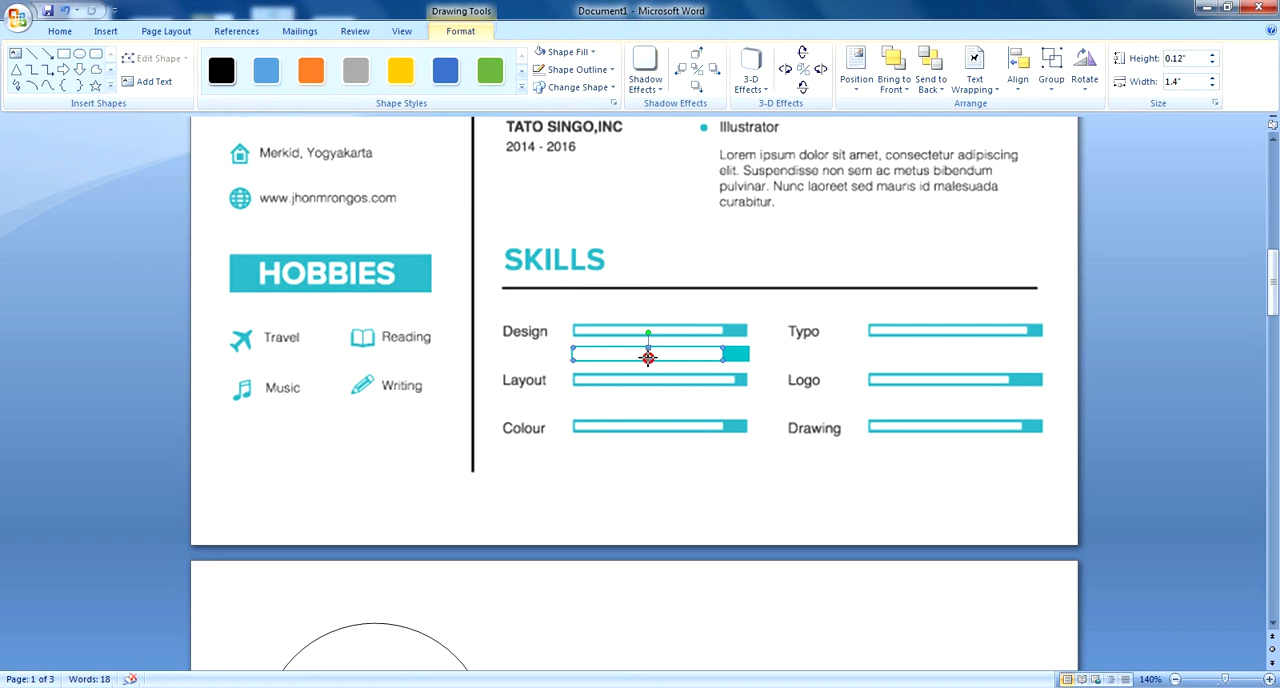 Drawing Tools
Document1 - Microsoft Word
Home Insert Page Layout References Mailings Review View Format
Edit Shape
Add Text
Insert Shapes
Shape Styles
Shape Fill
Shape Outline
Change Shape
Shadow Effects
Shadow Effects
3-D Effects
3-D Effects
Position
Bring to Front
Send to Back
Text Wrapping
Align
Group
Rotate
Arrange
Height: 0.12"
Width: 1.4"
Size
Merkid, Yogyakarta
www.jhonmrongos.com
HOBBIES
Travel
Reading
Music
Writing
TATO SINGO,INC
2014 - 2016
Illustrator
Lorem ipsum dolor sit amet, consectetur adipiscing
elit. Suspendisse non sem ac metus bibendum
pulvinar. Nunc laoreet sed mauris id malesuada
curabitur.
SKILLS
Design
Typo
Layout
Logo
Colour
Drawing
Page: 1 of 3
Words: 18
140%